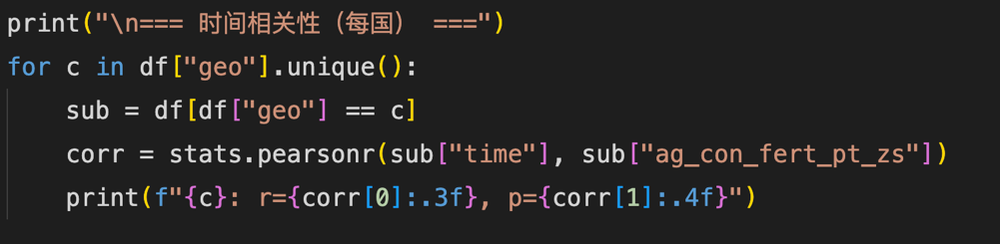 print("\n=== 时间相关性（每国） ===")
for c in df["geo"].unique():
    sub = df[df["geo"] == c]
    corr = stats.pearsonr(sub["time"], sub["ag_con_fert_pt_zs"])
    print(f"{c}: r={corr[0]:.3f}, p={corr[1]:.4f}")